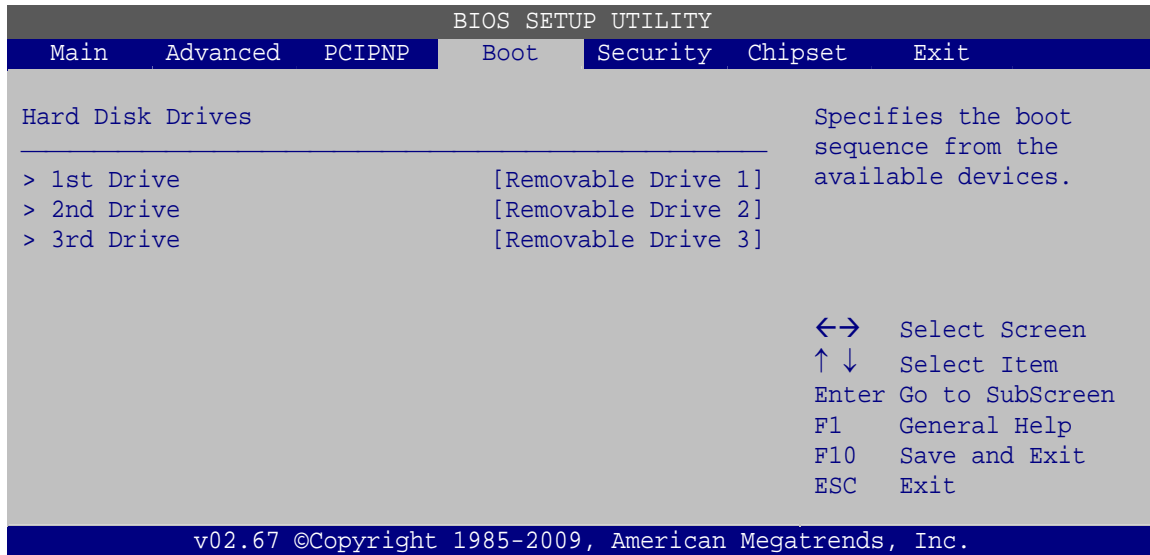 BIOS SETUP UTILITY
Main Advanced PCIPNP Boot Security Chipset Exit
Hard Disk Drives
> 1st Drive [Removable Drive 1]
> 2nd Drive [Removable Drive 2]
> 3rd Drive [Removable Drive 3]
Specifies the boot
sequence from the
available devices.
←→ Select Screen
↑ ↓ Select Item
Enter Go to SubScreen
F1 General Help
F10 Save and Exit
ESC Exit
v02.67 ©Copyright 1985-2009, American Megatrends, Inc.